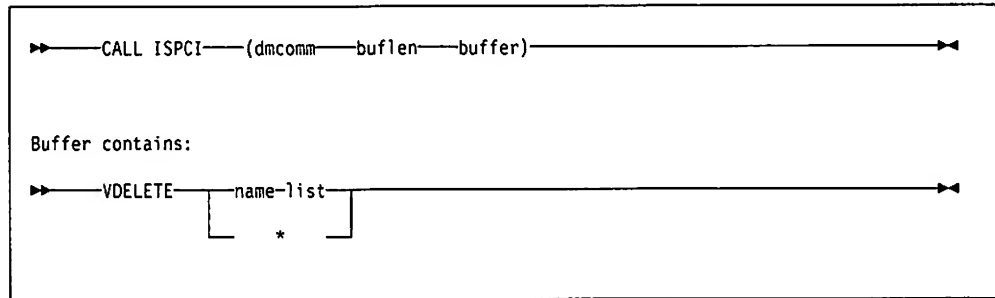 CALL ISPCI (dmcomm buflen buffer)
Buffer contains:
VDELETE name-list
*